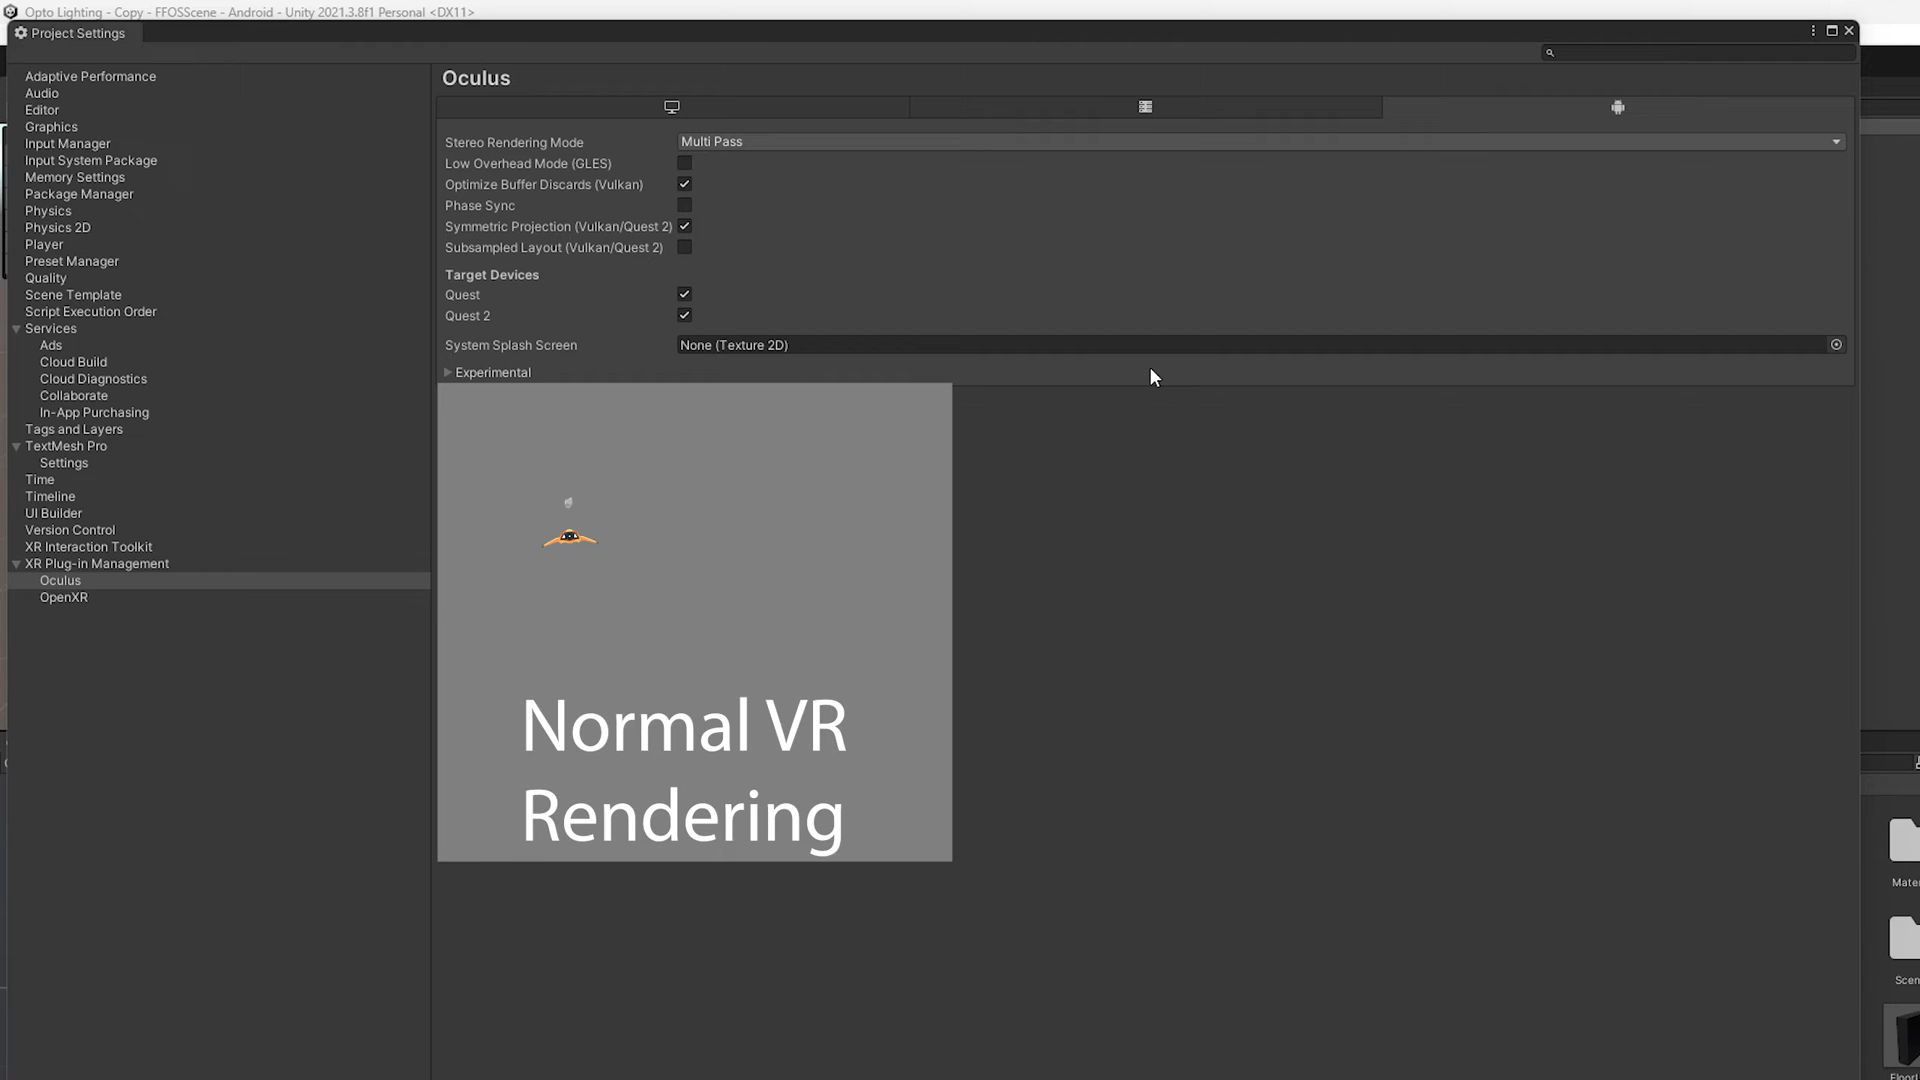 Opto Lighting - Copy - FFOSScene - Android - Unity 2021.3.8f1 Personal <DX11>
Project Settings
Adaptive Performance
Audio
Editor
Graphics
Input Manager
Input System Package
Memory Settings
Package Manager
Physics
Physics 2D
Player
Preset Manager
Quality
Scene Template
Script Execution Order
Services
Ads
Cloud Build
Cloud Diagnostics
Collaborate
In-App Purchasing
Tags and Layers
TextMesh Pro
Settings
Time
Timeline
UI Builder
Version Control
XR Interaction Toolkit
XR Plug-in Management
Oculus
OpenXR
Oculus
Stereo Rendering Mode Multi Pass
Low Overhead Mode (GLES)
Optimize Buffer Discards (Vulkan)
Phase Sync
Symmetric Projection (Vulkan/Quest 2)
Subsampled Layout (Vulkan/Quest 2)
Target Devices
Quest
Quest 2
System Splash Screen None (Texture 2D)
Experimental
Normal VR
Rendering
Mate
Scen